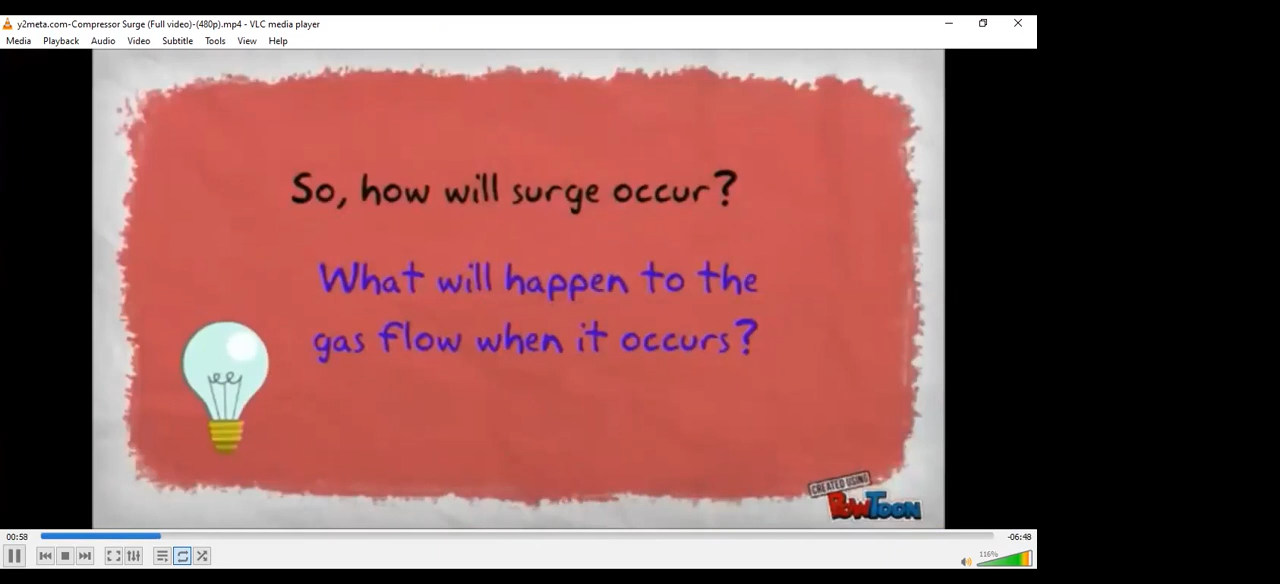 y2meta.com-Compressor Surge (Full video)-(480p).mp4 - VLC media player
Media Playback Audio Video Subtitle Tools View Help
So, how will surge occur?
What will happen to the
gas flow when it occurs?
CREATED USING
POWTOON
00:58
-06:48
116%